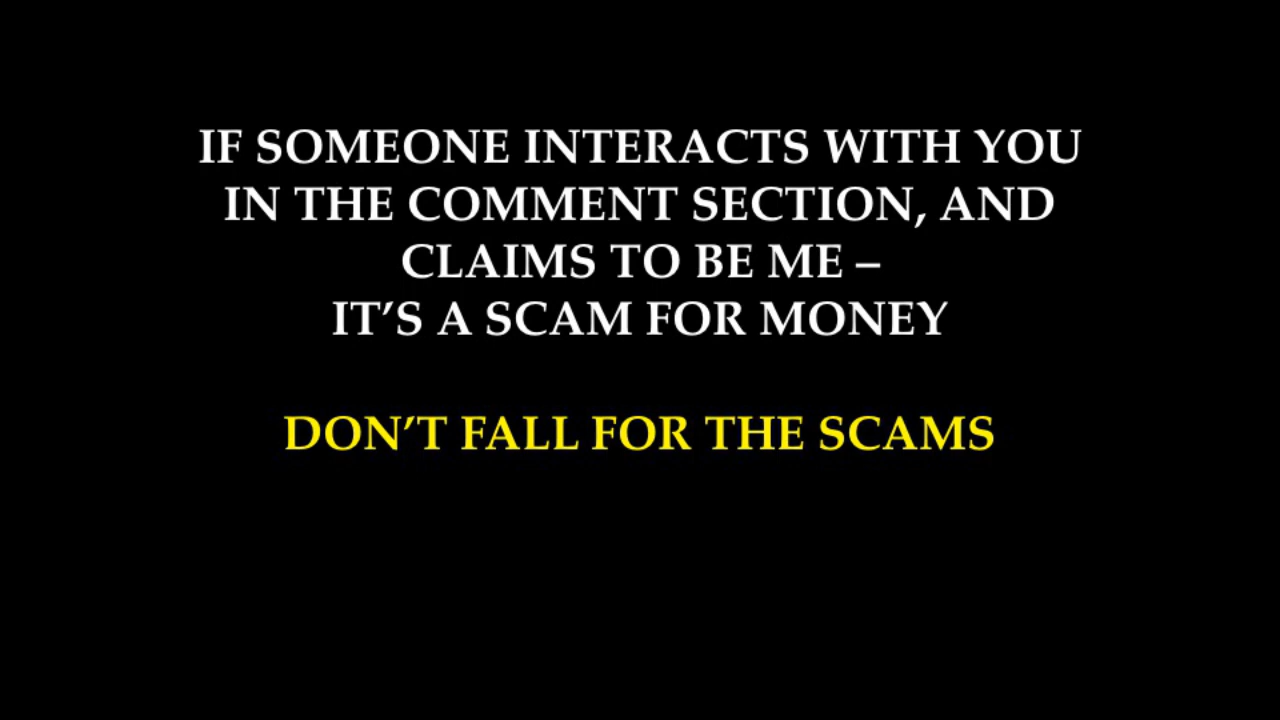 IF SOMEONE INTERACTS WITH YOU
IN THE COMMENT SECTION, AND
CLAIMS TO BE ME –
IT’S A SCAM FOR MONEY
DON’T FALL FOR THE SCAMS